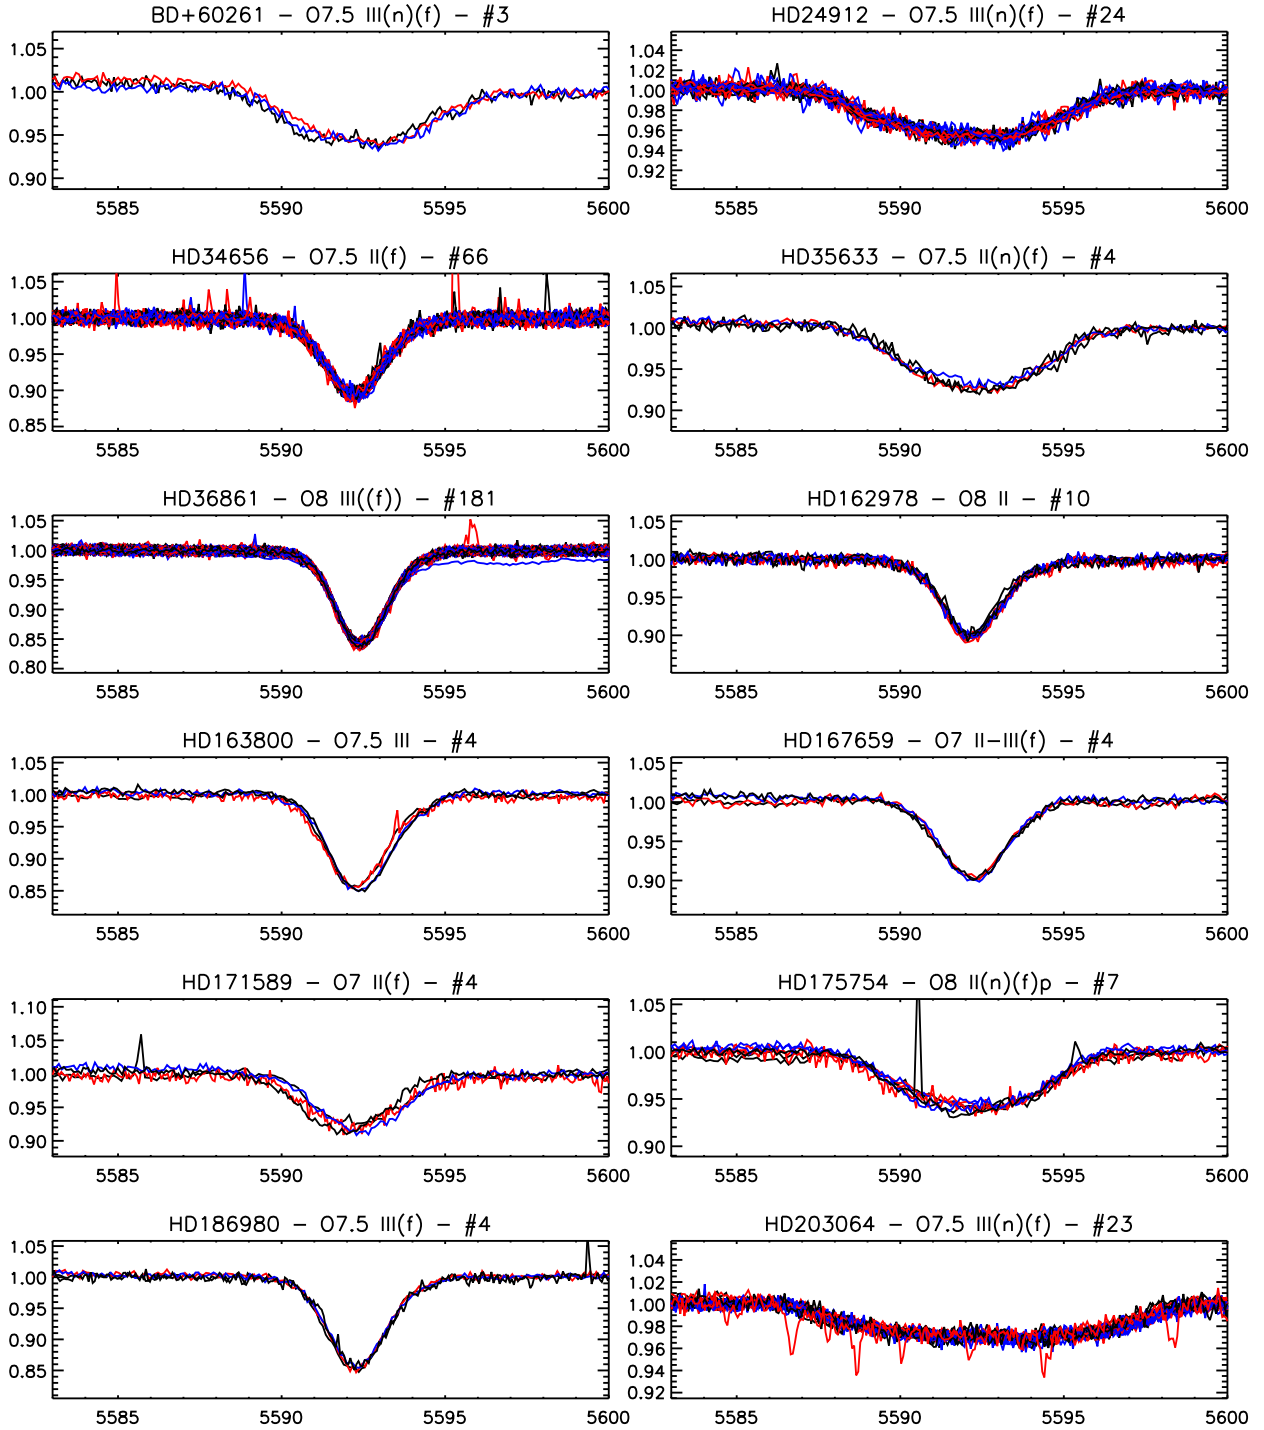 BD+60261 − O7.5 III(n)(f) − #3
HD24912 − O7.5 III(n)(f) − #24
1.05
1.00
0.95
0.90
5585 5590 5595 5600
1.04
1.02
1.00
0.98
0.96
0.94
0.92
5585 5590 5595 5600
HD34656 − O7.5 II(f) − #66
HD35633 − O7.5 II(n)(f) − #4
1.05
1.00
0.95
0.90
0.85
5585 5590 5595 5600
1.05
1.00
0.95
0.90
5585 5590 5595 5600
HD36861 − O8 III((f)) − #181
HD162978 − O8 II − #10
1.05
1.00
0.95
0.90
0.85
0.80
5585 5590 5595 5600
1.05
1.00
0.95
0.90
5585 5590 5595 5600
HD163800 − O7.5 III − #4
HD167659 − O7 II−III(f) − #4
1.05
1.00
0.95
0.90
0.85
5585 5590 5595 5600
1.05
1.00
0.95
0.90
5585 5590 5595 5600
HD171589 − O7 II(f) − #4
HD175754 − O8 II(n)(f)p − #7
1.10
1.05
1.00
0.95
0.90
5585 5590 5595 5600
1.05
1.00
0.95
0.90
5585 5590 5595 5600
HD186980 − O7.5 III(f) − #4
HD203064 − O7.5 III(n)(f) − #23
1.05
1.00
0.95
0.90
0.85
5585 5590 5595 5600
1.04
1.02
1.00
0.98
0.96
0.94
0.92
5585 5590 5595 5600